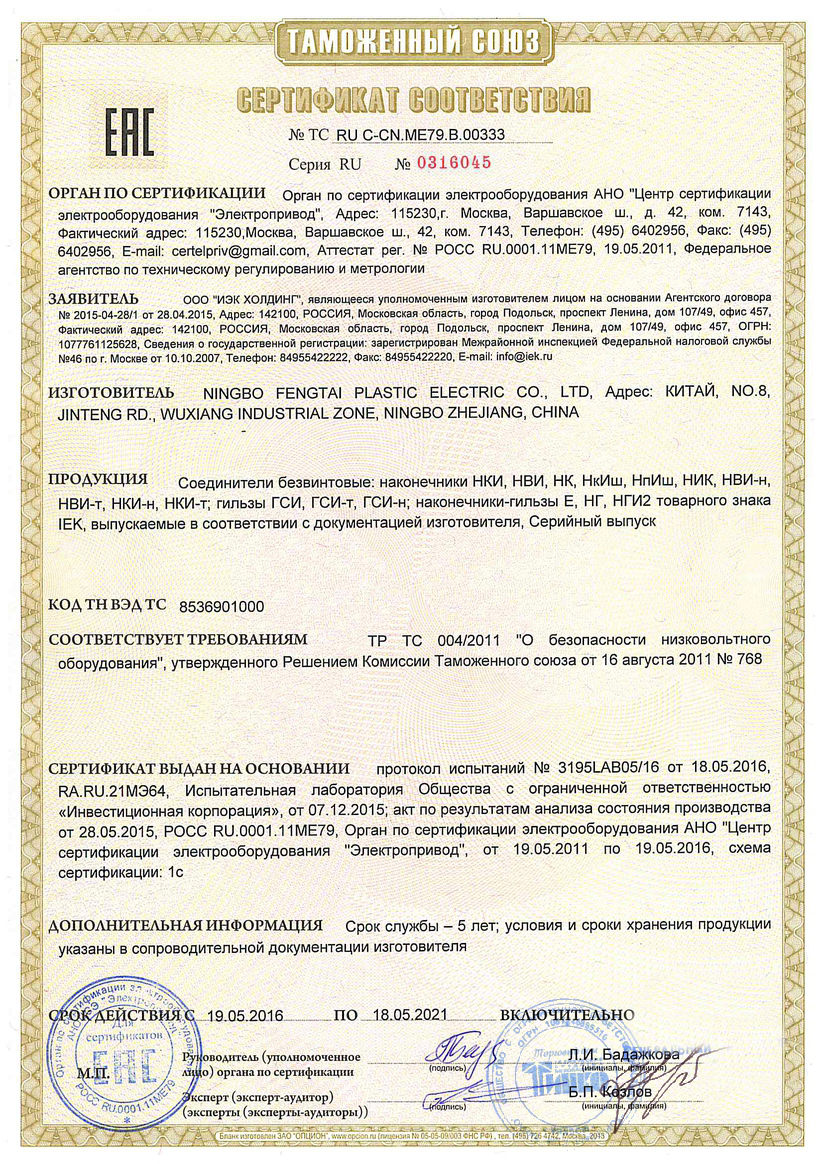 ТАМОЖЕННЫЙ СОЮЗ
СЕРТИФИКАТ СООТВЕТСТВИЯ
ЕАС
№ ТС RU C-CN.ME79.B.00333
Серия RU № 0316045
ОРГАН ПО СЕРТИФИКАЦИИ Орган по сертификации электрооборудования АНО "Центр сертификации
электрооборудования "Электропривод", Адрес: 115230,г. Москва, Варшавское ш., д. 42, ком. 7143,
Фактический адрес: 115230,Москва, Варшавское ш., 42, ком. 7143, Телефон: (495) 6402956, Факс: (495)
6402956, E-mail: certelpriv@gmail.com, Аттестат рег. № РОСС RU.0001.11МЕ79, 19.05.2011, Федеральное
агентство по техническому регулированию и метрологии
ЗАЯВИТЕЛЬ ООО "ИЭК ХОЛДИНГ", являющееся уполномоченным изготовителем лицом на основании Агентского договора
№ 2015-04-28/1 от 28.04.2015, Адрес: 142100, РОССИЯ, Московская область, город Подольск, проспект Ленина, дом 107/49, офис 457,
Фактический адрес: 142100, РОССИЯ, Московская область, город Подольск, проспект Ленина, дом 107/49, офис 457, ОГРН:
1077761125628, Сведения о государственной регистрации: зарегистрирован Межрайонной инспекцией Федеральной налоговой службы
№46 по г. Москве от 10.10.2007, Телефон: 84955422222, Факс: 84955422220, E-mail: info@iek.ru
ИЗГОТОВИТЕЛЬ NINGBO FENGTAI PLASTIC ELECTRIC CO., LTD, Адрес: КИТАЙ, NO.8,
JINTENG RD., WUXIANG INDUSTRIAL ZONE, NINGBO ZHEJIANG, CHINA
ПРОДУКЦИЯ Соединители безвинтовые: наконечники НКИ, НВИ, НК, НкИш, НпИш, НИК, НВИ-н,
НВИ-т, НКИ-н, НКИ-т; гильзы ГСИ, ГСИ-т, ГСИ-н; наконечники-гильзы Е, НГ, НГИ2 товарного знака
IEK, выпускаемые в соответствии с документацией изготовителя, Серийный выпуск
КОД ТН ВЭД ТС 8536901000
СООТВЕТСТВУЕТ ТРЕБОВАНИЯМ ТР ТС 004/2011 "О безопасности низковольтного
оборудования", утвержденного Решением Комиссии Таможенного союза от 16 августа 2011 № 768
СЕРТИФИКАТ ВЫДАН НА ОСНОВАНИИ протокол испытаний № 3195LAB05/16 от 18.05.2016,
RA.RU.21МЭ64, Испытательная лаборатория Общества с ограниченной ответственностью
«Инвестиционная корпорация», от 07.12.2015; акт по результатам анализа состояния производства
от 28.05.2015, РОСС RU.0001.11МЕ79, Орган по сертификации электрооборудования АНО "Центр
сертификации электрооборудования "Электропривод", от 19.05.2011 по 19.05.2016, схема
сертификации: 1с
ДОПОЛНИТЕЛЬНАЯ ИНФОРМАЦИЯ Срок службы – 5 лет; условия и сроки хранения продукции
указаны в сопроводительной документации изготовителя
СРОК ДЕЙСТВИЯ С 19.05.2016 ПО 18.05.2021 ВКЛЮЧИТЕЛЬНО
Орган по сертификации электрооборудования
Для
сертификатов
ЕАС
РОСС RU.0001.11МЕ79
М.П.
Руководитель (уполномоченное
лицо) органа по сертификации
(подпись)
Л.И. Бадажкова
(инициалы, фамилия)
Эксперт (эксперт-аудитор)
(эксперты (эксперты-аудиторы))
(подпись)
Б.П. Козлов
(инициалы, фамилия)
Бланк изготовлен ЗАО "ОПЦИОН", www.opcion.ru (лицензия № 05-05-09/003 ФНС РФ), тел. (495) 726 4742, Москва, 2013